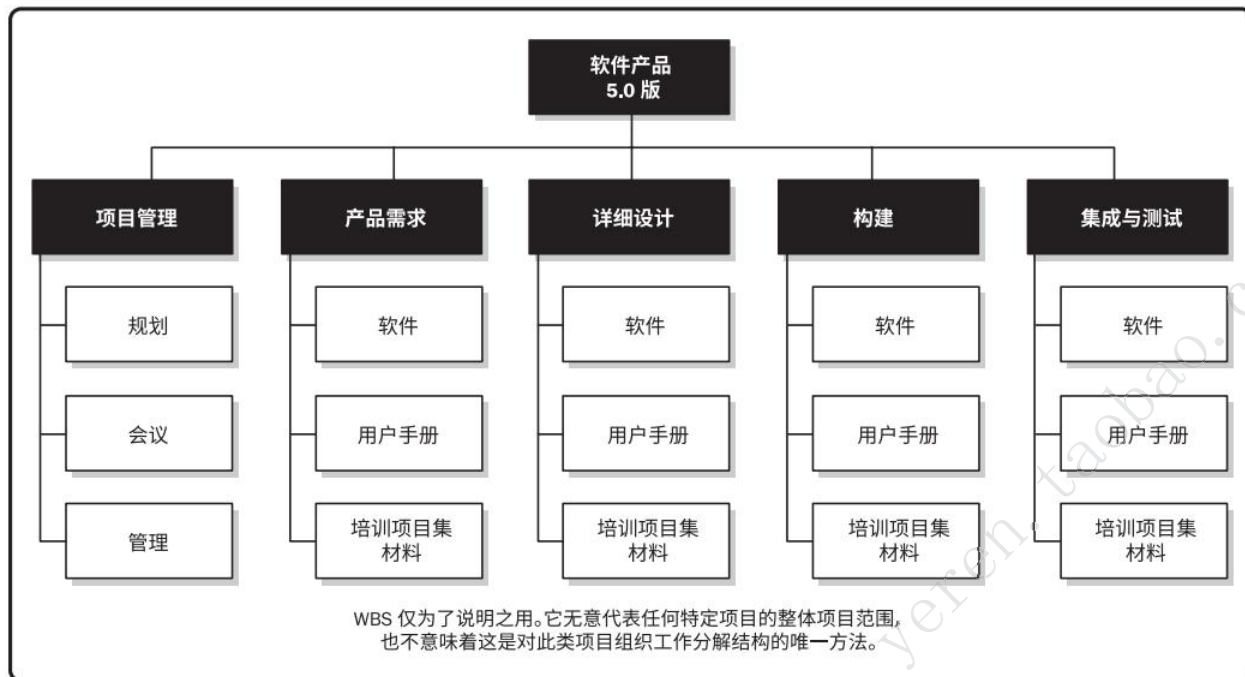 软件产品
5.0 版
项目管理
产品需求
详细设计
构建
集成与测试
规划
软件
软件
软件
软件
会议
用户手册
用户手册
用户手册
用户手册
管理
培训项目集
材料
培训项目集
材料
培训项目集
材料
培训项目集
材料
WBS 仅为了说明之用。它无意代表任何特定项目的整体项目范围,
也不意味着这是对此类项目组织工作分解结构的唯一方法。